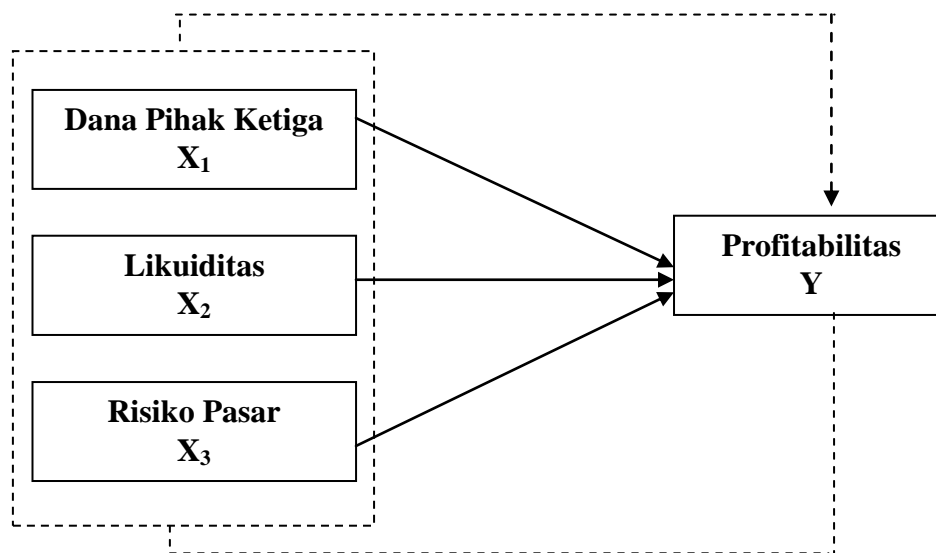 Dana Pihak Ketiga
X₁
Likuiditas
X₂
Risiko Pasar
X₃
Profitabilitas
Y